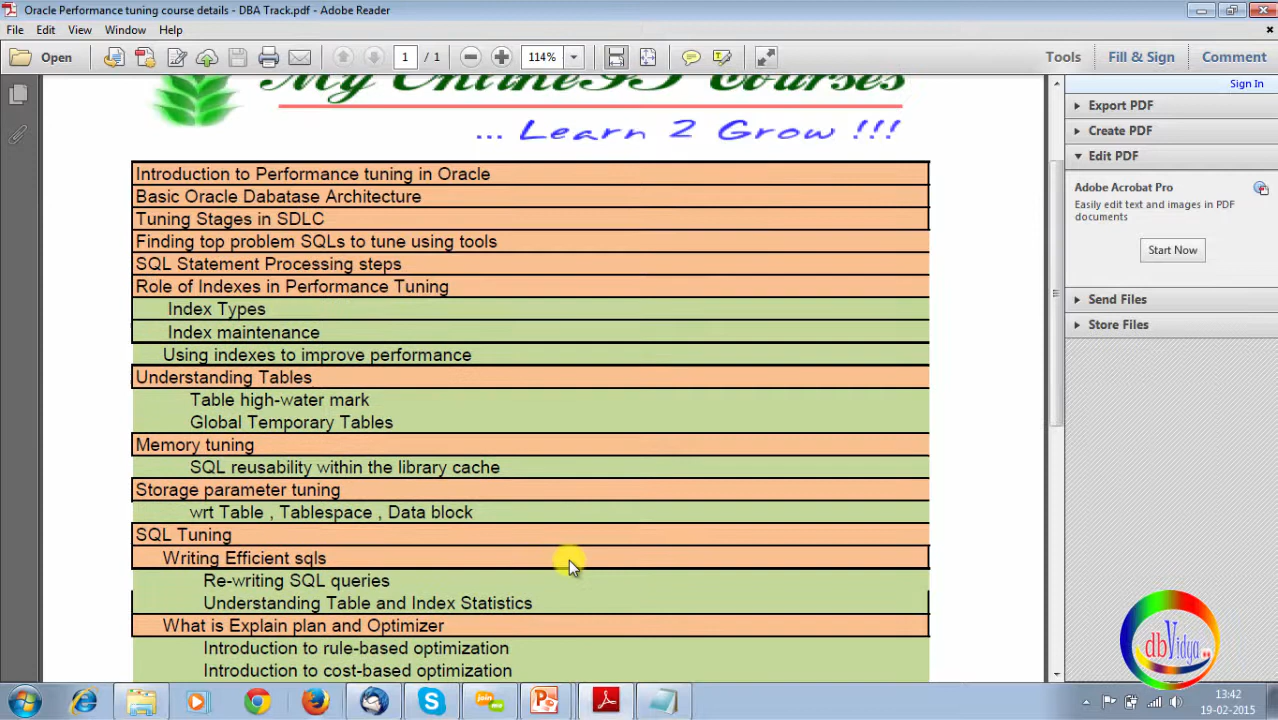 Oracle Performance tuning course details - DBA Track.pdf - Adobe Reader
File Edit View Window Help
Open 1 / 1 114% Tools Fill & Sign Comment
My OnlineIT Courses
... Learn 2 Grow !!!
Sign In
Export PDF
Create PDF
Edit PDF
Adobe Acrobat Pro
Easily edit text and images in PDF
documents
Start Now
Send Files
Store Files
Introduction to Performance tuning in Oracle
Basic Oracle Dabatase Architecture
Tuning Stages in SDLC
Finding top problem SQLs to tune using tools
SQL Statement Processing steps
Role of Indexes in Performance Tuning
Index Types
Index maintenance
Using indexes to improve performance
Understanding Tables
Table high-water mark
Global Temporary Tables
Memory tuning
SQL reusability within the library cache
Storage parameter tuning
wrt Table , Tablespace , Data block
SQL Tuning
Writing Efficient sqls
Re-writing SQL queries
Understanding Table and Index Statistics
What is Explain plan and Optimizer
Introduction to rule-based optimization
Introduction to cost-based optimization
dbVidya
join
13:42
19-02-2015